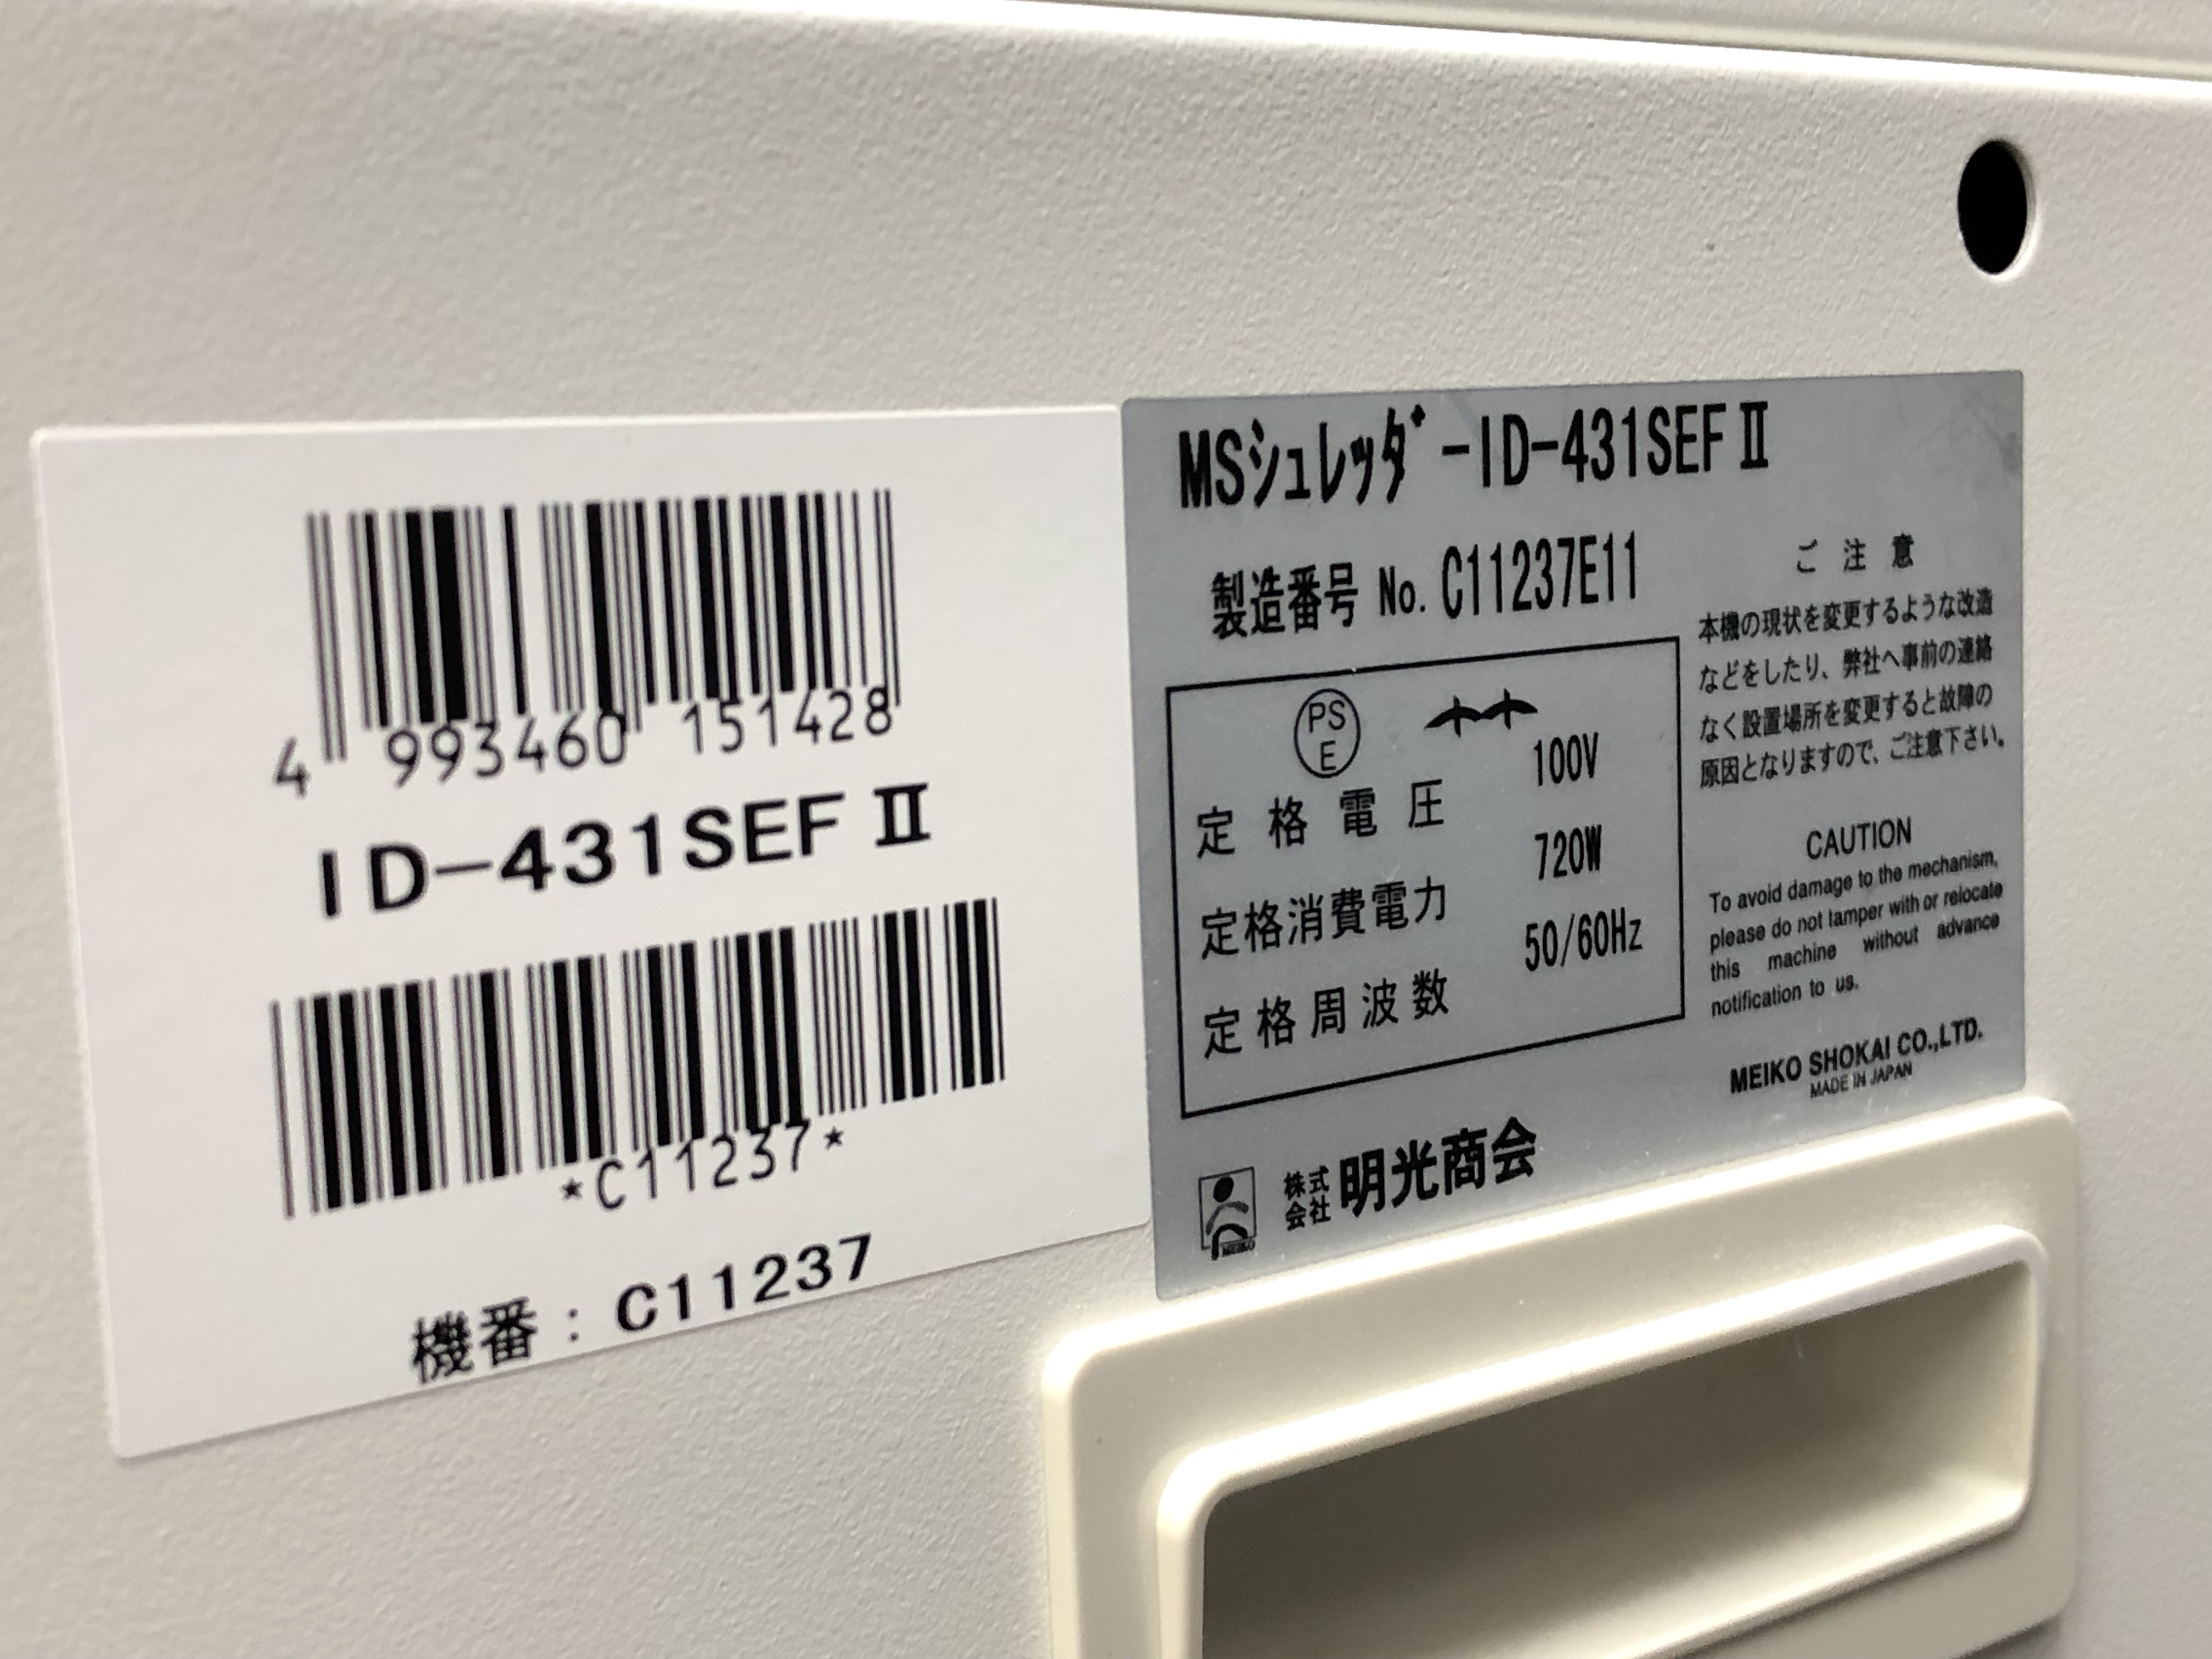 4 993460 151428
ID-431SEFⅡ
*C11237*
機番：C11237
MSシュレッダーID-431SEFⅡ
製造番号 No. C11237E11
PS
E
定格電圧 100V
定格消費電力 720W
定格周波数 50/60Hz
ご注意
本機の現状を変更するような改造
などをしたり、弊社へ事前の連絡
なく設置場所を変更すると故障の
原因となりますので、ご注意下さい。
CAUTION
To avoid damage to the mechanism,
please do not tamper with or relocate
this machine without advance
notification to us.
MEIKO SHOKAI CO.,LTD.
MADE IN JAPAN
MEIKO
株式会社 明光商会